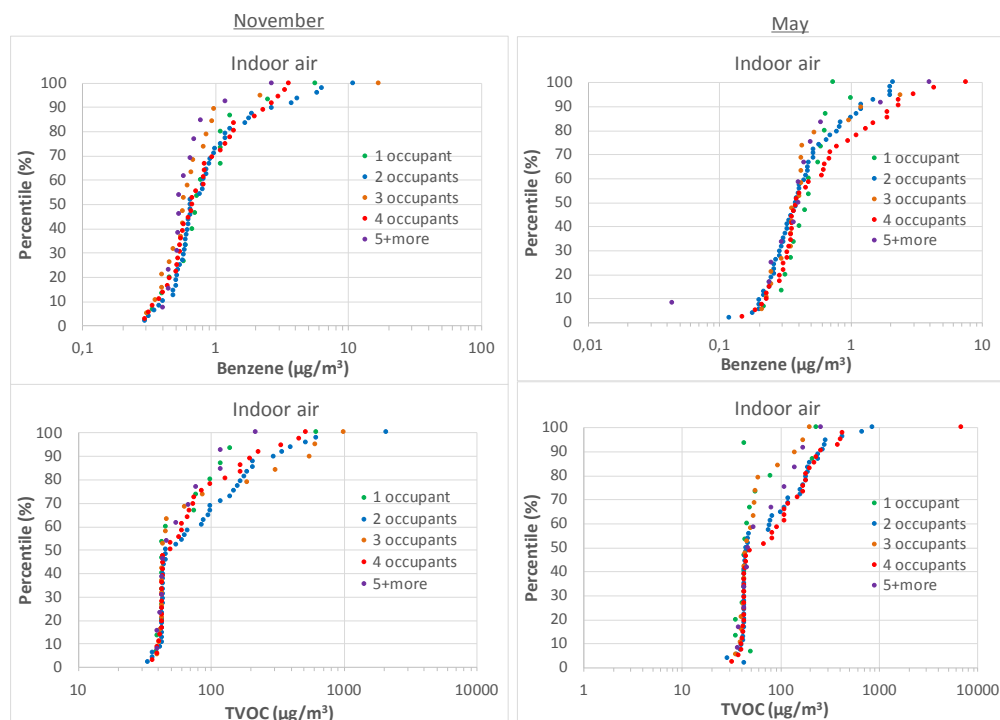 November
May
Indoor air
Percentile (%)
100
90
80
70
60
50
40
30
20
10
0
1 occupant
2 occupants
3 occupants
4 occupants
5+more
0,1
1
10
100
Benzene (µg/m³)
Indoor air
Percentile (%)
100
90
80
70
60
50
40
30
20
10
0
1 occupant
2 occupants
3 occupants
4 occupants
5+more
0,01
0,1
1
10
Benzene (µg/m³)
Indoor air
Percentile (%)
100
90
80
70
60
50
40
30
20
10
0
1 occupant
2 occupants
3 occupants
4 occupants
5+more
10
100
1000
10000
TVOC (µg/m³)
Indoor air
Percentile (%)
100
90
80
70
60
50
40
30
20
10
0
1 occupant
2 occupants
3 occupants
4 occupants
5+more
1
10
100
1000
10000
TVOC (µg/m³)